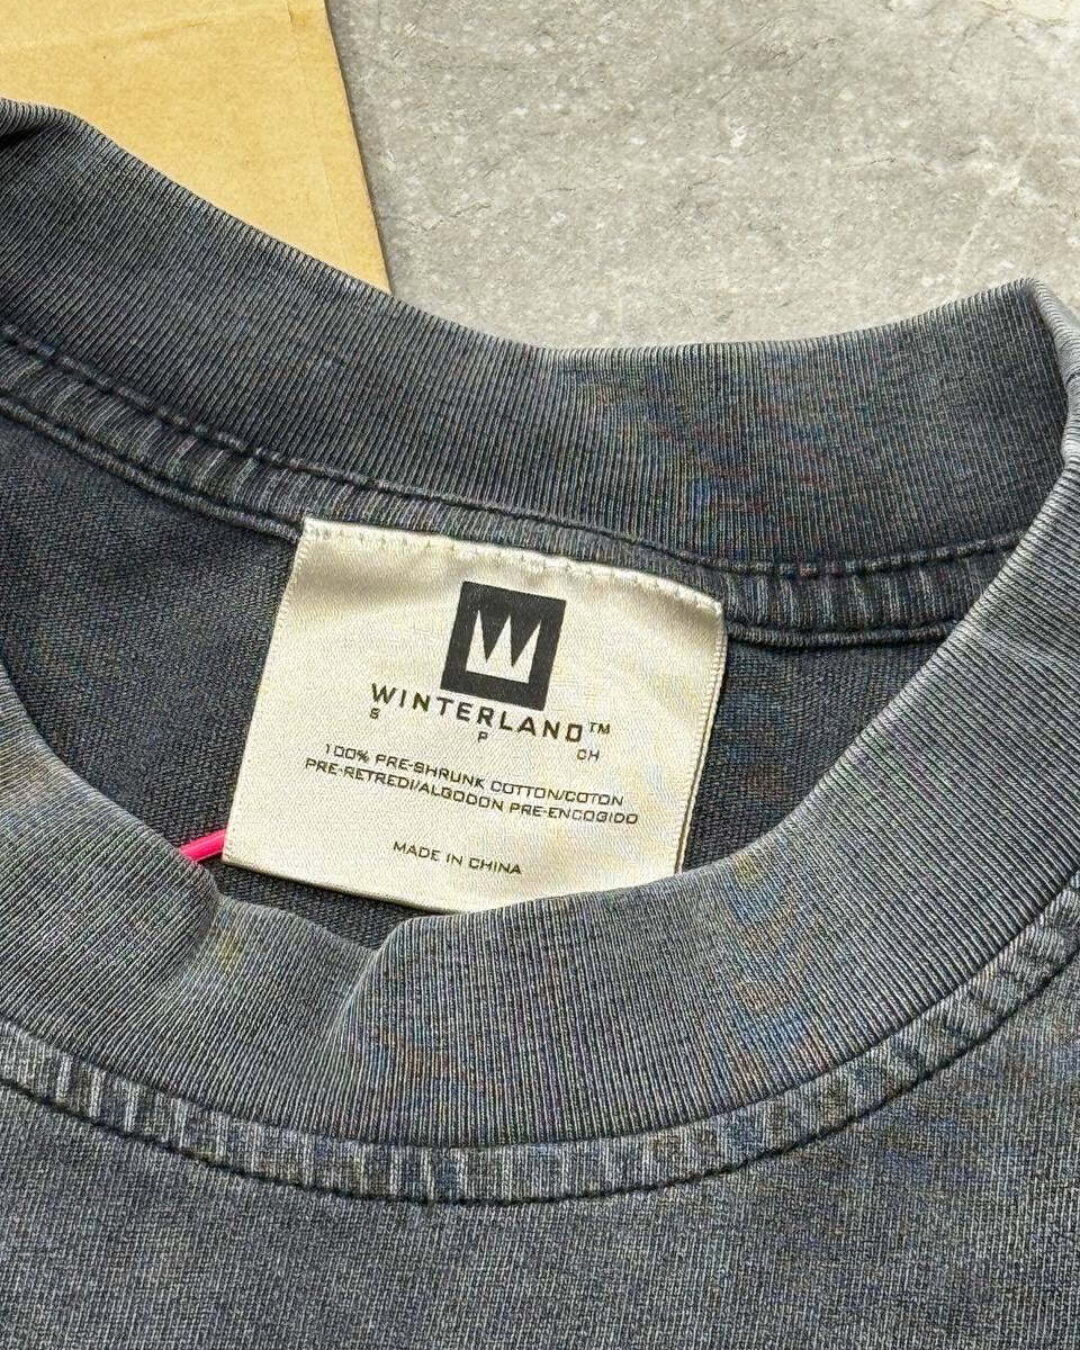 W
WINTERLAND™
S P CH
100% PRE-SHRUNK COTTON/COTON
PRE-RETREDI/ALGODON PRE-ENCOGIDO
MADE IN CHINA